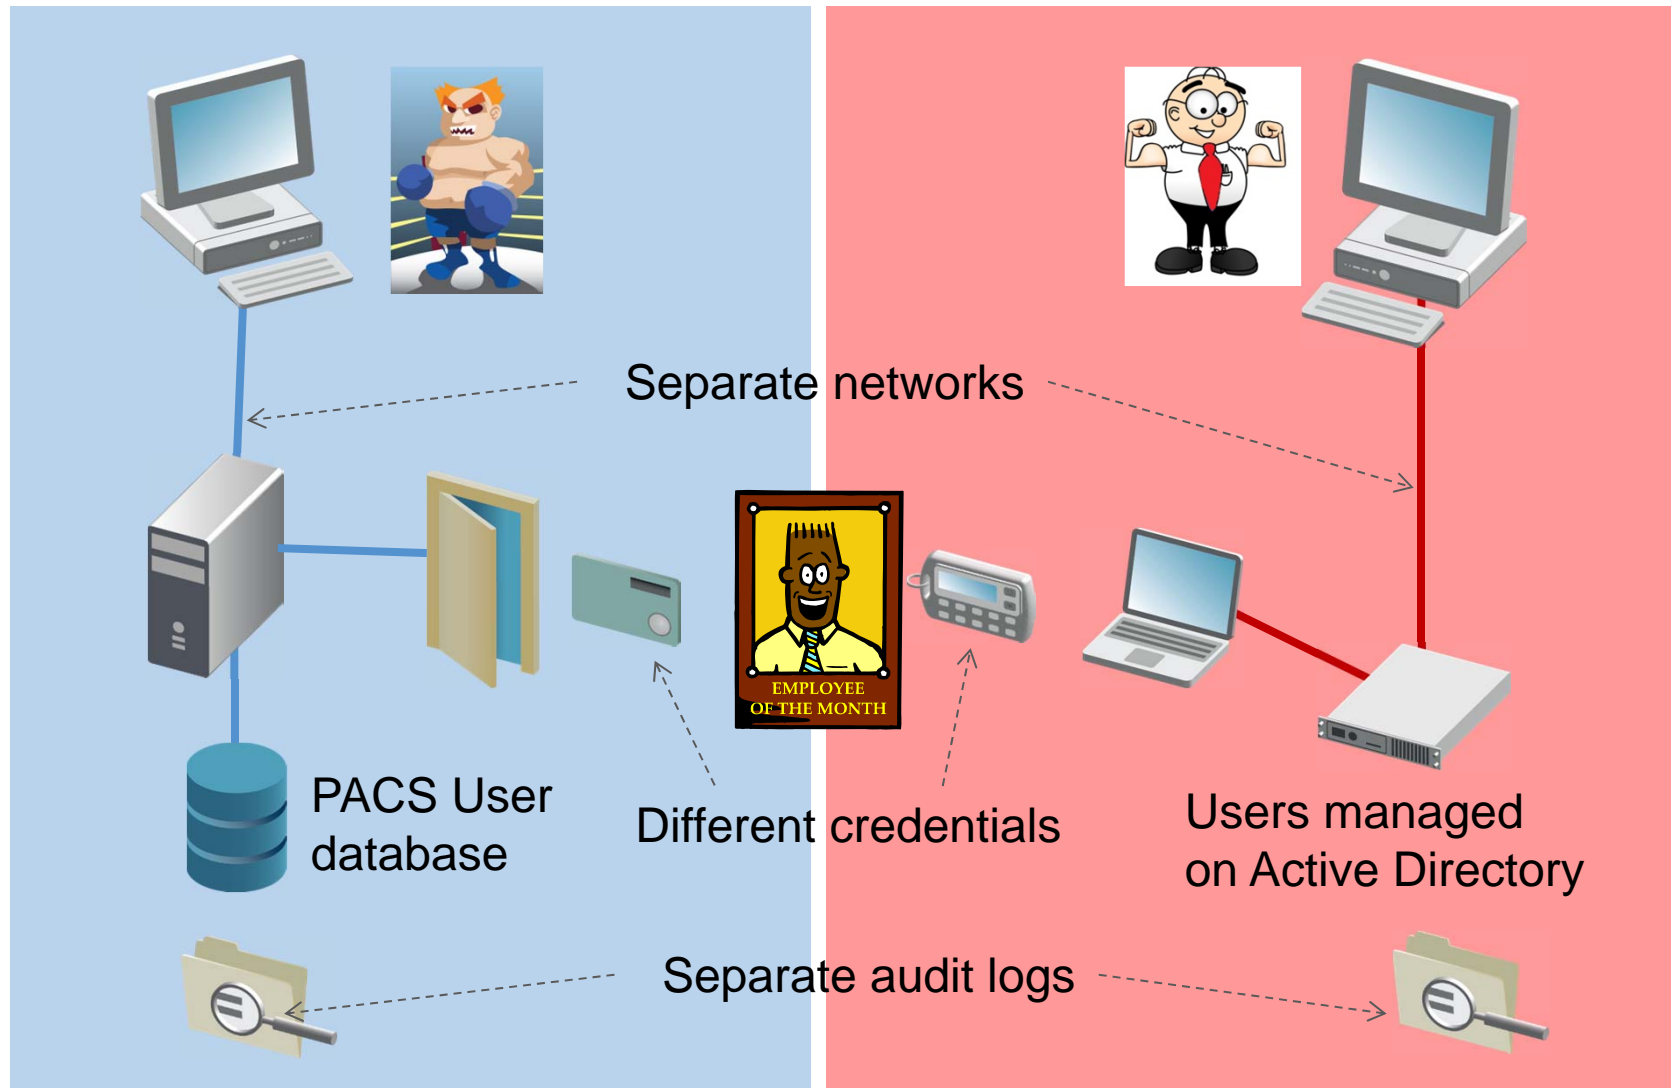 Separate networks
EMPLOYEE
OF THE MONTH
PACS User
database
Different credentials
Users managed
on Active Directory
Separate audit logs